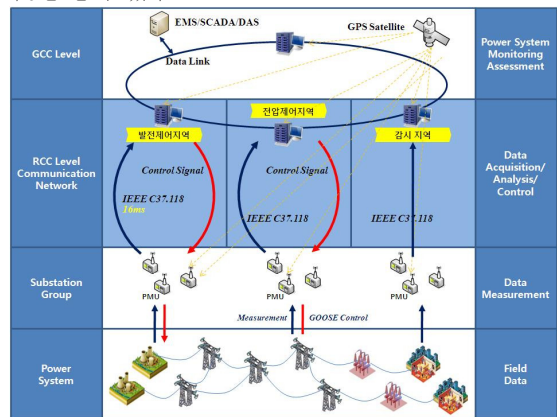 EMS/SCADA/DAS
GPS Satellite
GCC Level
Data Link
Power System
Monitoring
Assessment
발전제어지역
전압제어지역
감시 지역
RCC Level
Communication
Network
Control Signal
Control Signal
IEEE C37.118
16ms
IEEE C37.118
IEEE C37.118
Data
Acquisition/
Analysis/
Control
Substation
Group
PMU
PMU
PMU
Data
Measurement
Measurement
GOOSE Control
Power
System
Field
Data